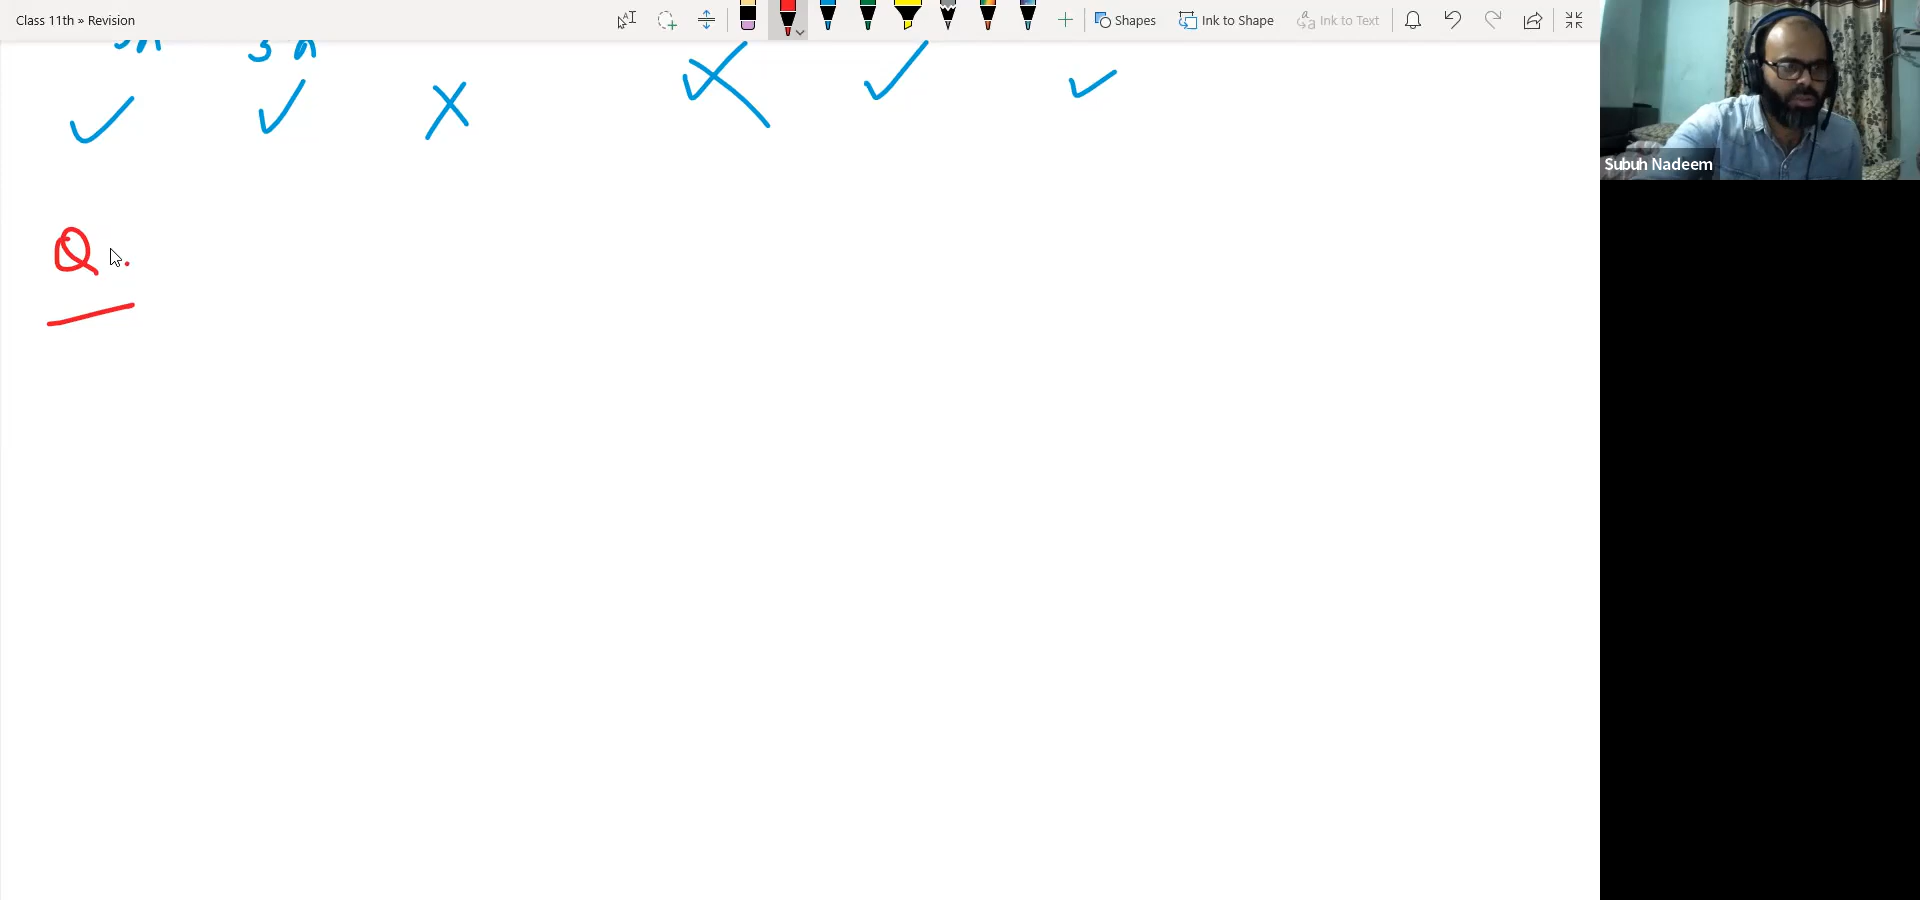 Class 11th » Revision
Shapes
Ink to Shape
Ink to Text
Subuh Nadeem
Q.